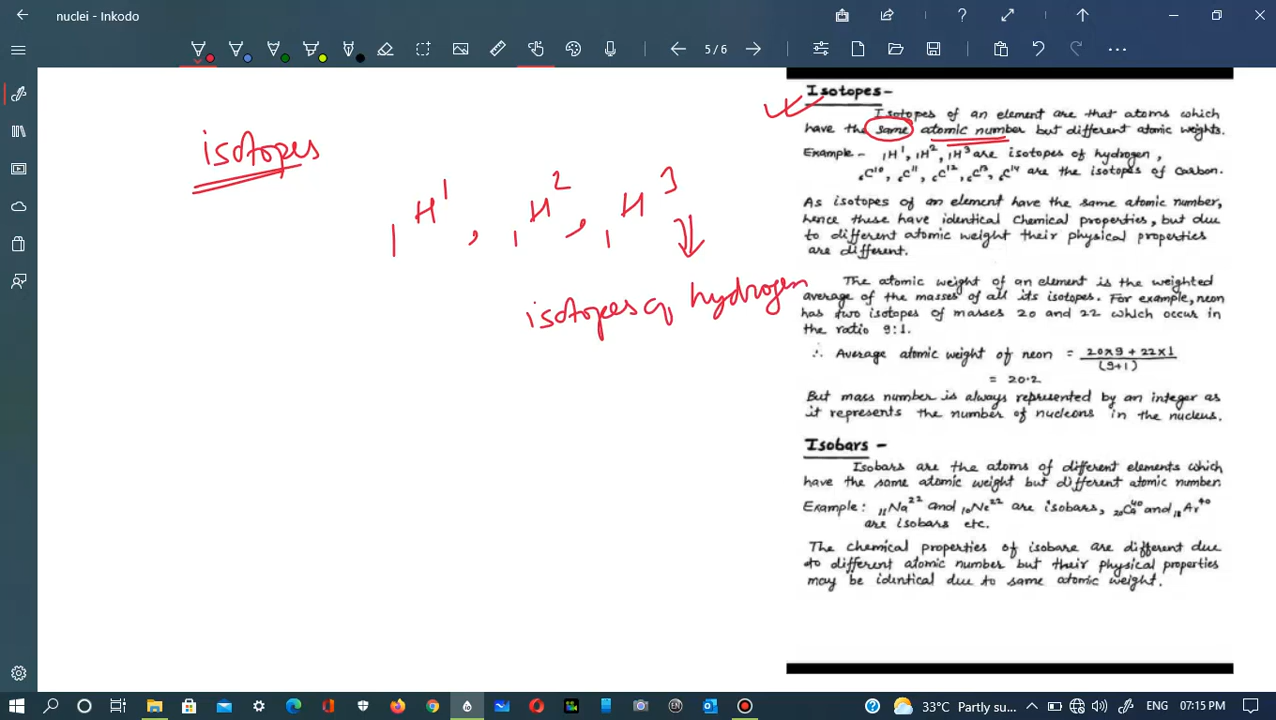 nuclei - Inkodo
5/6
isotopes
₁H¹, ₁H², ₁H³
isotopes of hydrogen
Isotopes-
Isotopes of an element are that atoms which
have the same atomic number but different atomic weights.
Example- ₁H¹, ₁H², ₁H³ are isotopes of hydrogen,
₆C¹⁰, ₆C¹¹, ₆C¹², ₆C¹³, ₆C¹⁴ are the isotopes of Carbon.
As isotopes of an element have the same atomic number,
hence these have identical Chemical properties, but due
to different atomic weight their physical properties
are different.
The atomic weight of an element is the weighted
average of the masses of all its isotopes. For example, neon
has two isotopes of masses 20 and 22 which occur in
the ratio 9:1.
∴ Average atomic weight of neon = 20×9 + 22×1
(9+1)
= 20.2
But mass number is always represented by an integer as
it represents the number of nucleons in the nucleus.
Isobars -
Isobars are the atoms of different elements which
have the same atomic weight but different atomic number.
Example: ₁₁Na²² and ₁₀Ne²² are isobars, ₂₀Ca⁴⁰ and ₁₈Ar⁴⁰
are isobars etc.
The chemical properties of isobare are different due
to different atomic number but their physical properties
may be identical due to same atomic weight.
33°C Partly su... ENG 07:15 PM